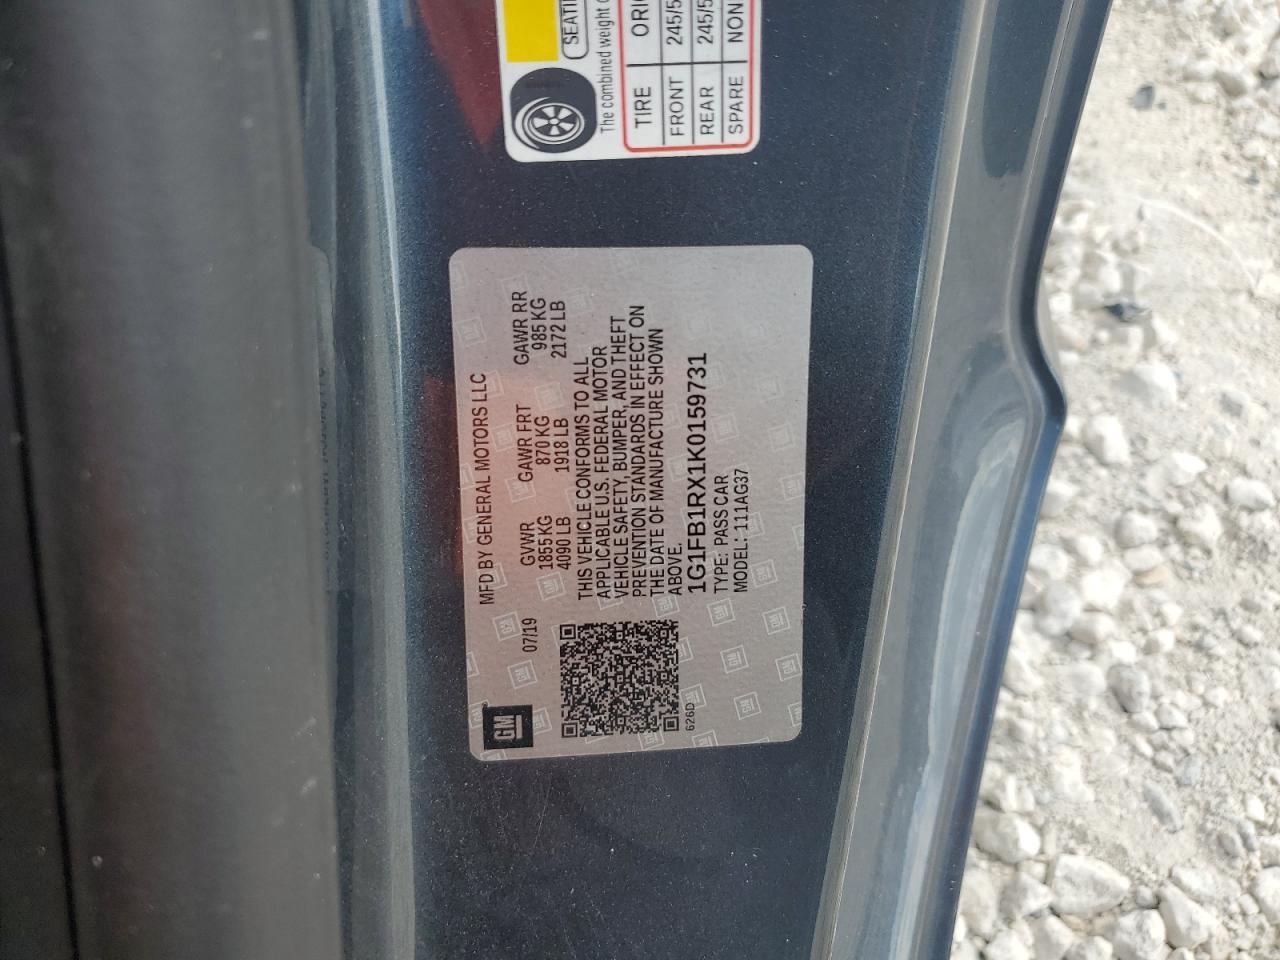 MFD BY GENERAL MOTORS LLC
GM
07/19
GVWR GAWR FRT GAWR RR
1855 KG 870 KG 985 KG
4090 LB 1918 LB 2172 LB
THIS VEHICLE CONFORMS TO ALL
APPLICABLE U.S. FEDERAL MOTOR
VEHICLE SAFETY, BUMPER, AND THEFT
PREVENTION STANDARDS IN EFFECT ON
THE DATE OF MANUFACTURE SHOWN
ABOVE.
1G1FB1RX1K0159731
TYPE: PASS CAR
MODEL: 111AG37
626D
The combined weight
TIRE
FRONT 245/5
REAR 245/5
SPARE NON